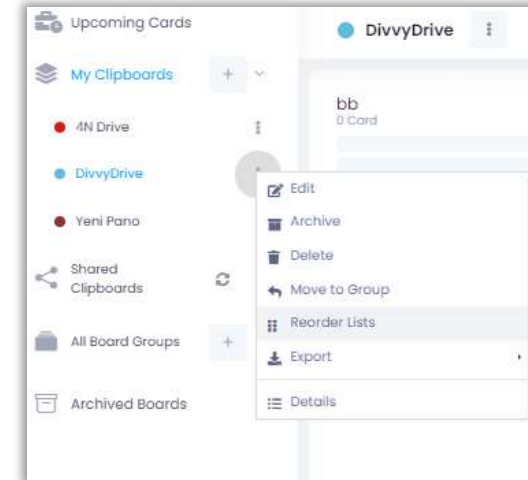 Upcoming Cards
My Clipboards
4N Drive
DivvyDrive
Yeni Pano
Shared
Clipboards
All Board Groups
Archived Boards
DivvyDrive
bb
0 Card
Edit
Archive
Delete
Move to Group
Reorder Lists
Export
Details